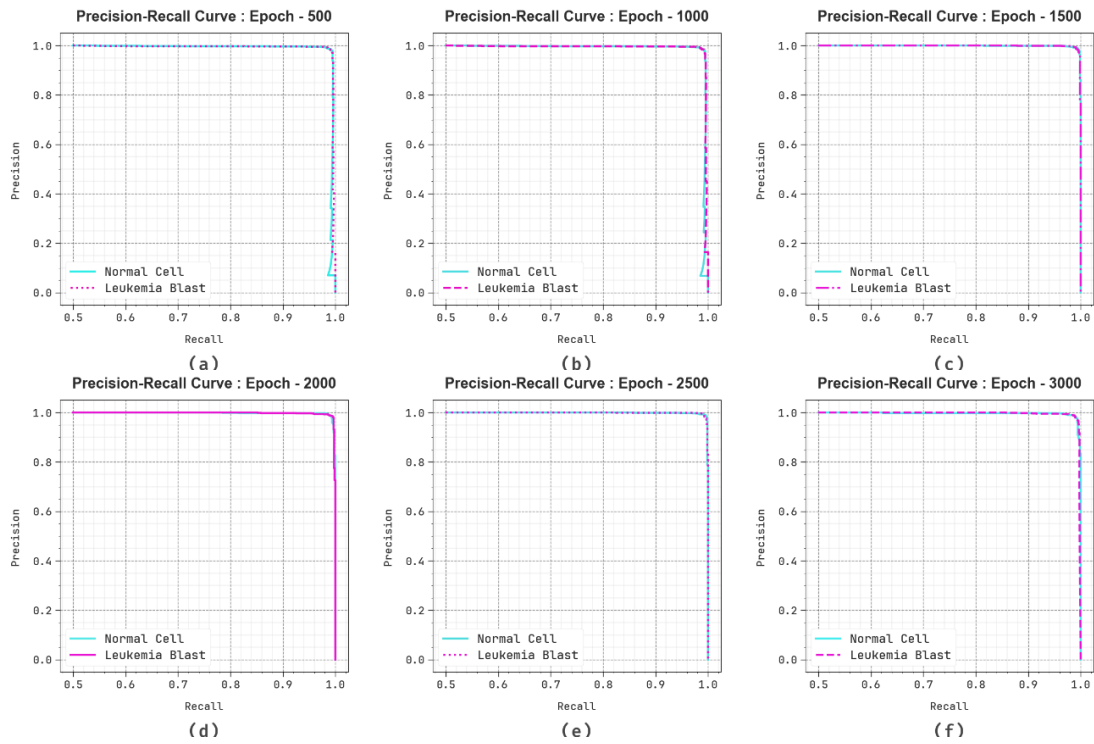 Precision-Recall Curve : Epoch - 500
1.0
0.8
0.6
0.4
0.2
0.0
Precision
Normal Cell
Leukemia Blast
0.5 0.6 0.7 0.8 0.9 1.0
Recall
(a)
Precision-Recall Curve : Epoch - 1000
1.0
0.8
0.6
0.4
0.2
0.0
Precision
Normal Cell
Leukemia Blast
0.5 0.6 0.7 0.8 0.9 1.0
Recall
(b)
Precision-Recall Curve : Epoch - 1500
1.0
0.8
0.6
0.4
0.2
0.0
Precision
Normal Cell
Leukemia Blast
0.5 0.6 0.7 0.8 0.9 1.0
Recall
(c)
Precision-Recall Curve : Epoch - 2000
1.0
0.8
0.6
0.4
0.2
0.0
Precision
Normal Cell
Leukemia Blast
0.5 0.6 0.7 0.8 0.9 1.0
Recall
(d)
Precision-Recall Curve : Epoch - 2500
1.0
0.8
0.6
0.4
0.2
0.0
Precision
Normal Cell
Leukemia Blast
0.5 0.6 0.7 0.8 0.9 1.0
Recall
(e)
Precision-Recall Curve : Epoch - 3000
1.0
0.8
0.6
0.4
0.2
0.0
Precision
Normal Cell
Leukemia Blast
0.5 0.6 0.7 0.8 0.9 1.0
Recall
(f)